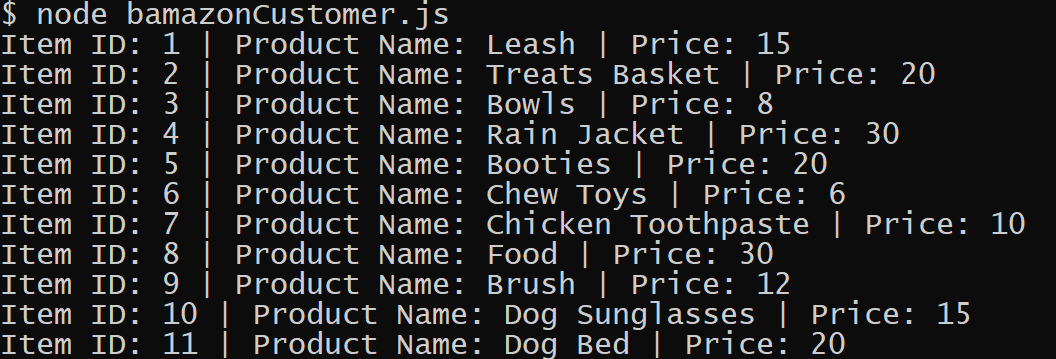 $ node bamazonCustomer.js
Item ID: 1 | Product Name: Leash | Price: 15
Item ID: 2 | Product Name: Treats Basket | Price: 20
Item ID: 3 | Product Name: Bowls | Price: 8
Item ID: 4 | Product Name: Rain Jacket | Price: 30
Item ID: 5 | Product Name: Booties | Price: 20
Item ID: 6 | Product Name: Chew Toys | Price: 6
Item ID: 7 | Product Name: Chicken Toothpaste | Price: 10
Item ID: 8 | Product Name: Food | Price: 30
Item ID: 9 | Product Name: Brush | Price: 12
Item ID: 10 | Product Name: Dog Sunglasses | Price: 15
Item ID: 11 | Product Name: Dog Bed | Price: 20